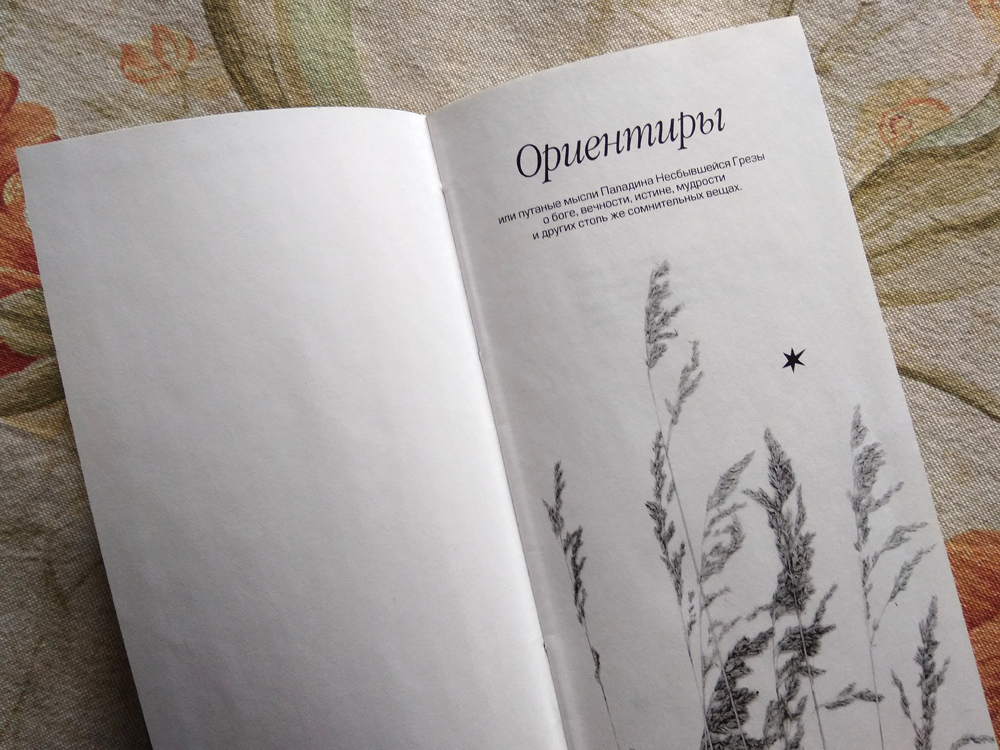 Ориентиры
или путаные мысли Паладина Несбывшейся Грезы
о боге, вечности, истине, мудрости
и других столь же сомнительных вещах.